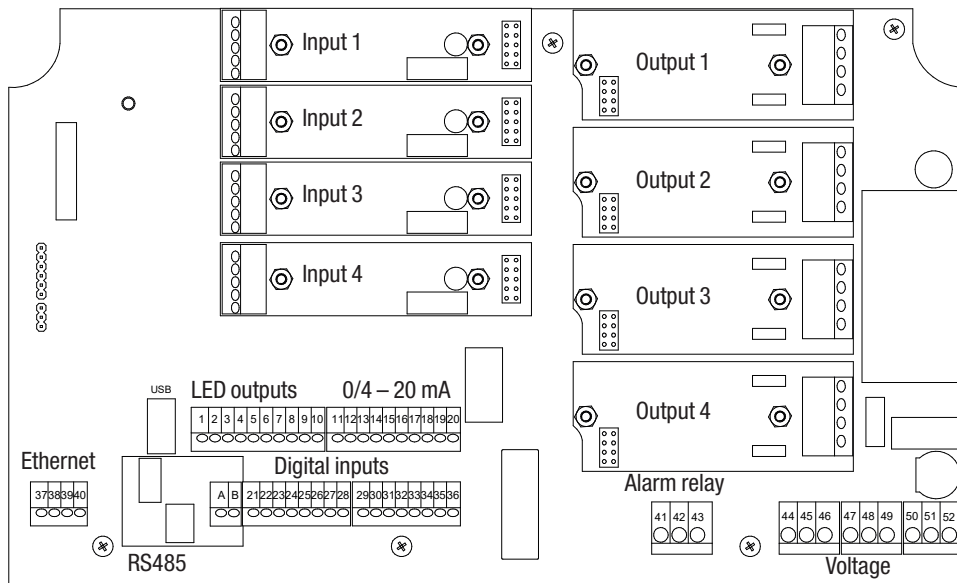 Input 1
Output 1
Input 2
Output 2
Input 3
Output 3
Input 4
Output 4
USB
LED outputs
0/4 – 20 mA
1 2 3 4 5 6 7 8 9 10
11 12 13 14 15 16 17 18 19 20
Ethernet
Digital inputs
Alarm relay
37 38 39 40
A B
21 22 23 24 25 26 27 28
29 30 31 32 33 34 35 36
41 42 43
44 45 46
47 48 49
50 51 52
RS485
Voltage